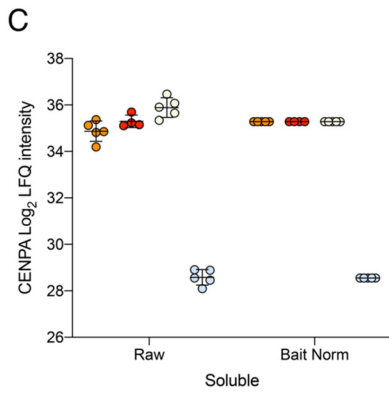 C
CENPA Log2 LFQ intensity
38
36
34
32
30
28
26
Raw
Bait Norm
Soluble